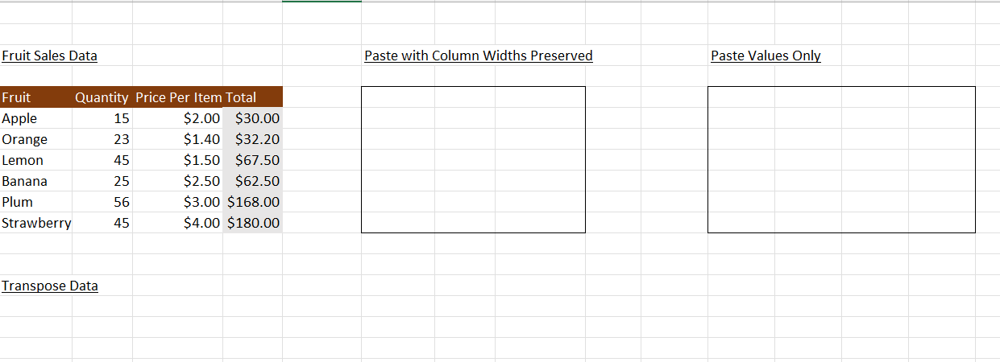 Fruit Sales Data Paste with Column Widths Preserved Paste Values Only
Fruit Quantity Price Per Item Total
Apple 15 $2.00 $30.00
Orange 23 $1.40 $32.20
Lemon 45 $1.50 $67.50
Banana 25 $2.50 $62.50
Plum 56 $3.00 $168.00
Strawberry 45 $4.00 $180.00
Transpose Data